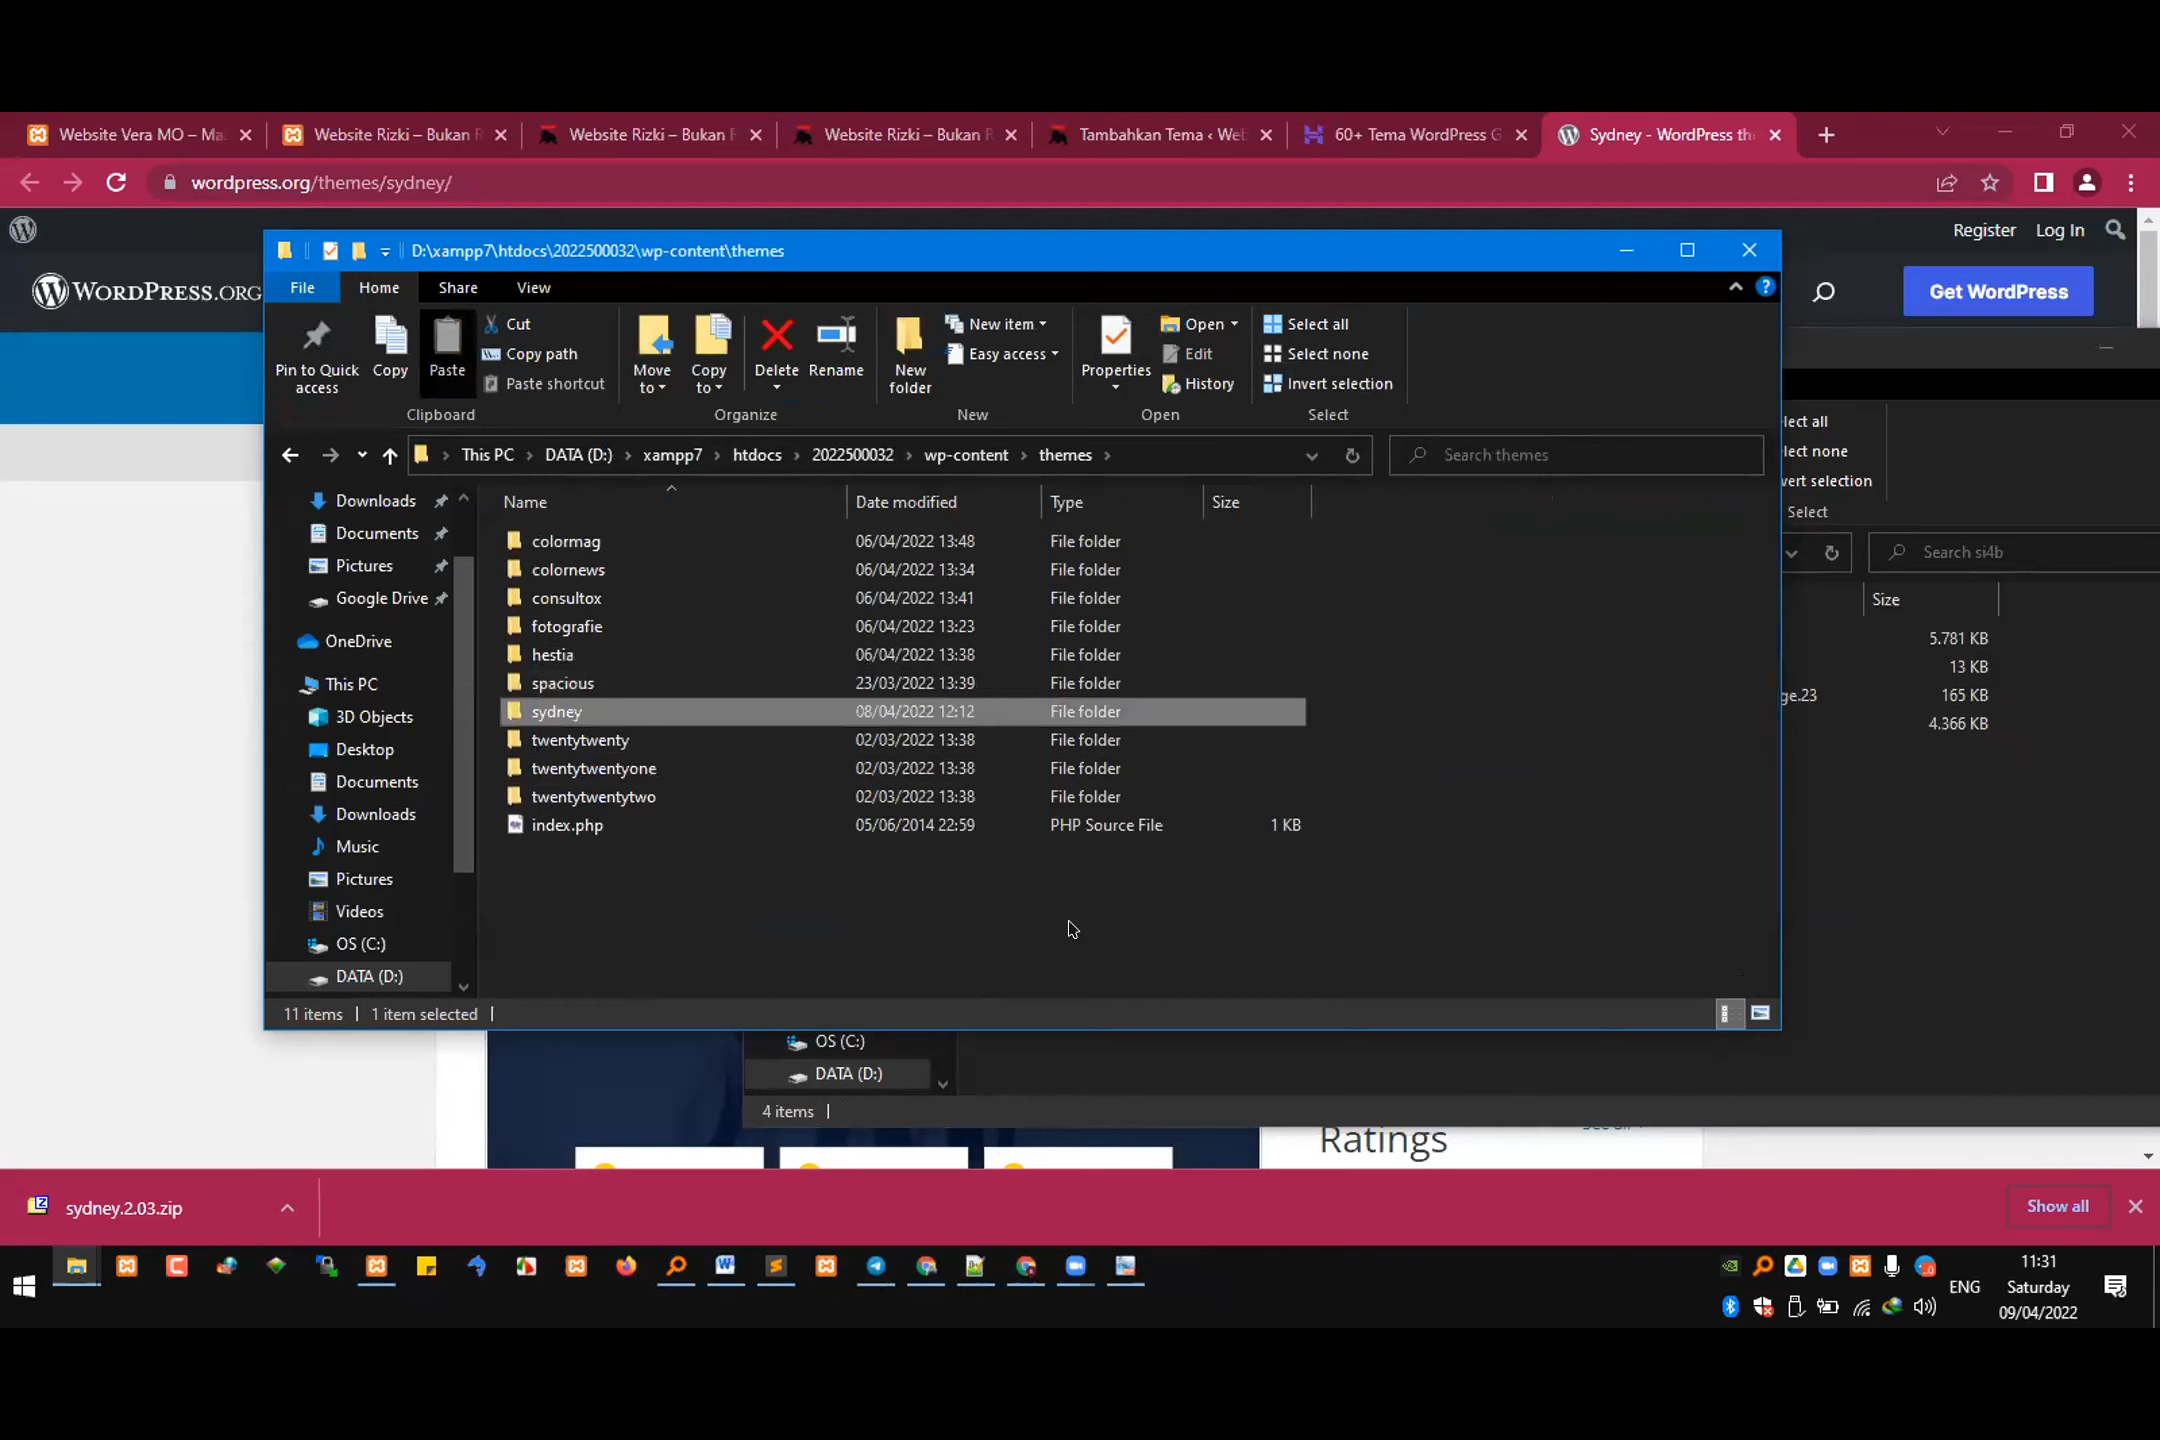 Website Vera MO – Ma
Website Rizki – Bukan R
Website Rizki – Bukan R
Website Rizki – Bukan R
Tambahkan Tema ‹ Web
60+ Tema WordPress G
Sydney - WordPress th
wordpress.org/themes/sydney/
Register
Log In
WORDPRESS.ORG
Get WordPress
D:\xampp7\htdocs\2022500032\wp-content\themes
File
Home
Share
View
Pin to Quick access
Copy
Paste
Cut
Copy path
Paste shortcut
Move to
Copy to
Delete
Rename
New folder
New item
Easy access
Properties
Open
Edit
History
Select all
Select none
Invert selection
Clipboard
Organize
New
Open
Select
This PC
DATA (D:)
xampp7
htdocs
2022500032
wp-content
themes
Search themes
Downloads
Documents
Pictures
Google Drive
OneDrive
This PC
3D Objects
Desktop
Documents
Downloads
Music
Pictures
Videos
OS (C:)
DATA (D:)
Name Date modified Type Size
colormag 06/04/2022 13:48 File folder
colornews 06/04/2022 13:34 File folder
consultox 06/04/2022 13:41 File folder
fotografie 06/04/2022 13:23 File folder
hestia 06/04/2022 13:38 File folder
spacious 23/03/2022 13:39 File folder
sydney 08/04/2022 12:12 File folder
twentytwenty 02/03/2022 13:38 File folder
twentytwentyone 02/03/2022 13:38 File folder
twentytwentytwo 02/03/2022 13:38 File folder
index.php 05/06/2014 22:59 PHP Source File 1 KB
11 items
1 item selected
lect all
lect none
vert selection
Select
Search si4b
Size
5.781 KB
13 KB
ge.23 165 KB
4.366 KB
OS (C:)
DATA (D:)
4 items
Ratings
sydney.2.03.zip
Show all
ENG
11:31
Saturday
09/04/2022